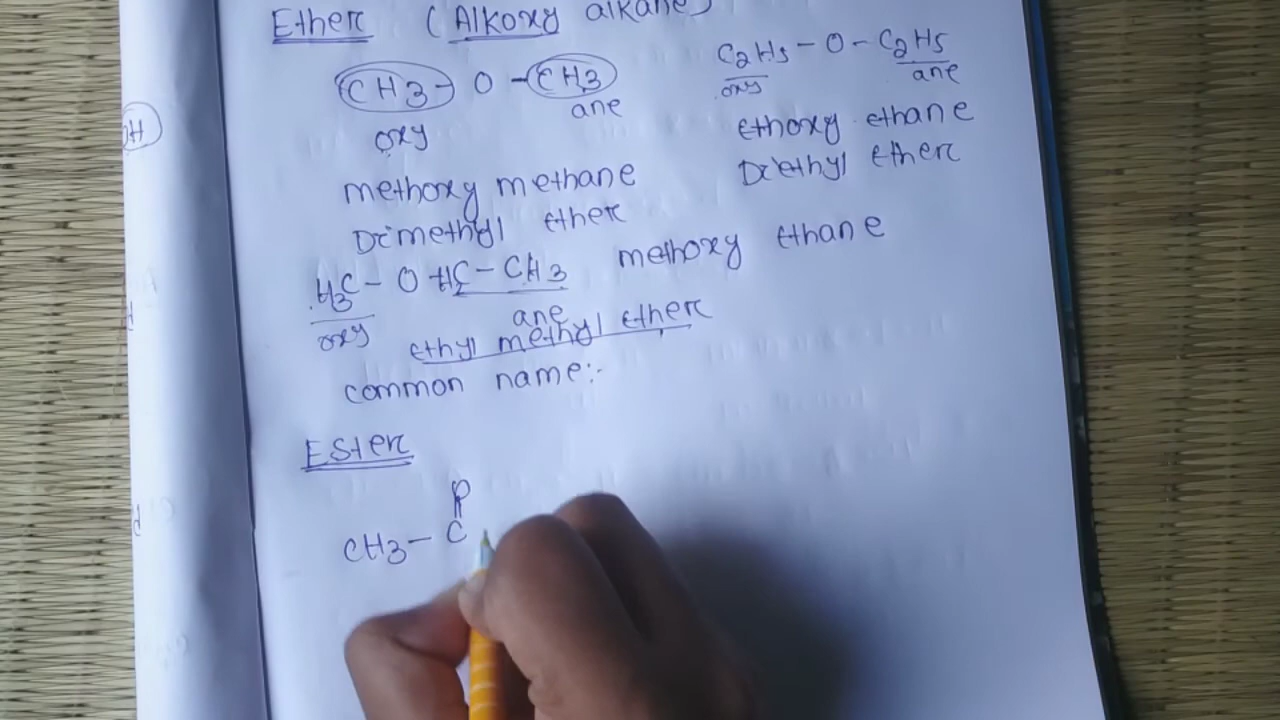 Ether (Alkoxy alkane)
CH3 - O - CH3
ane
oxy
methoxy methane
Dimethyl ether
C2H5 - O - C2H5
oxy ane
ethoxy ethane
Diethyl ether
H3C - O - H2C - CH3 methoxy ethane
oxy ane
ethyl methyl ether
common name:-
Ester
O
CH3 - C